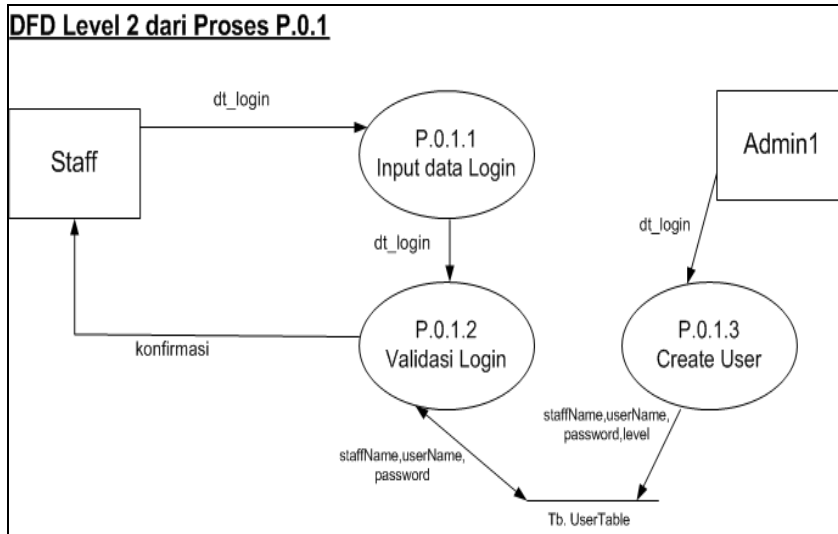 DFD Level 2 dari Proses P.0.1
dt_login
Staff
P.0.1.1
Input data Login
Admin1
dt_login
dt_login
konfirmasi
P.0.1.2
Validasi Login
P.0.1.3
Create User
staffName,userName,
password
staffName,userName,
password,level
Tb. UserTable